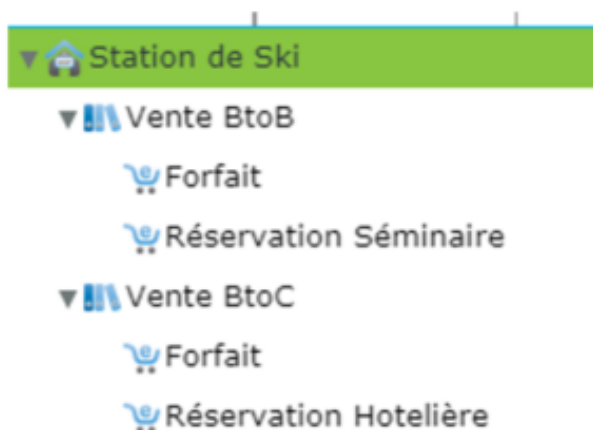 Station de Ski
Vente BtoB
Forfait
Réservation Séminaire
Vente BtoC
Forfait
Réservation Hotelière